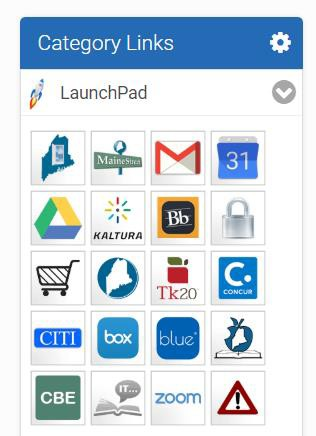 Category Links
LaunchPad
MaineStreet
31
KALTURA
Bb
Tk20
C.
CONCUR
CITI
box
blue
CBE
IT...
zoom